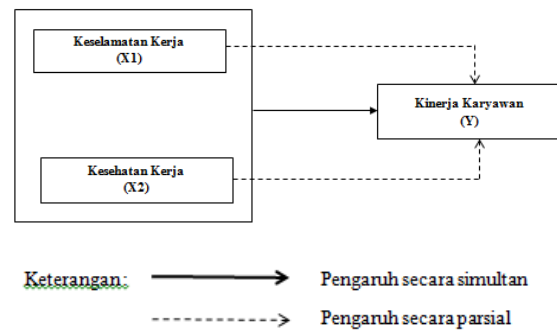 Keselamatan Kerja
(X1)
Kinerja Karyawan
(Y)
Kesehatan Kerja
(X2)
Keterangan:
Pengaruh secara simultan
Pengaruh secara parsial